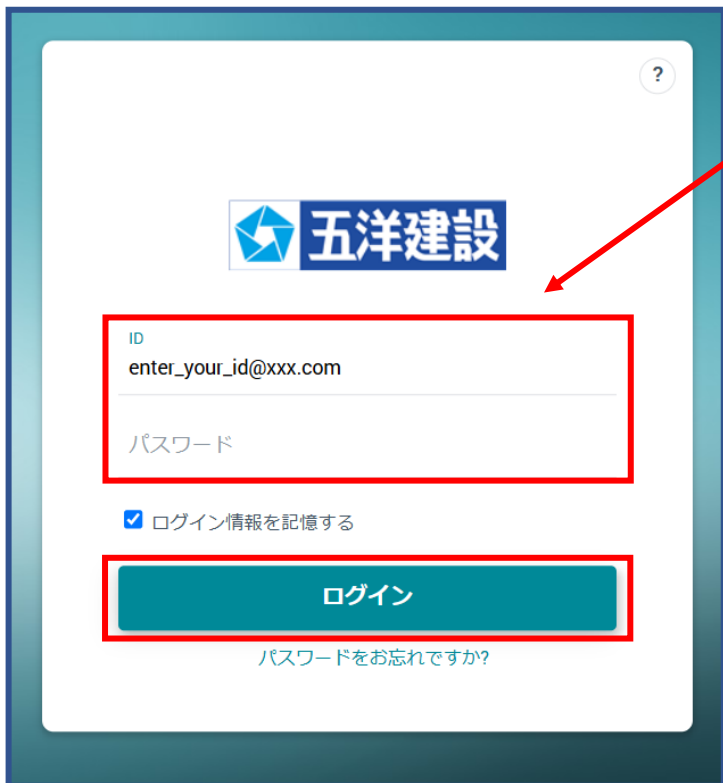 ?
五洋建設
ID
enter_your_id@xxx.com
パスワード
ログイン情報を記憶する
ログイン
パスワードをお忘れですか?